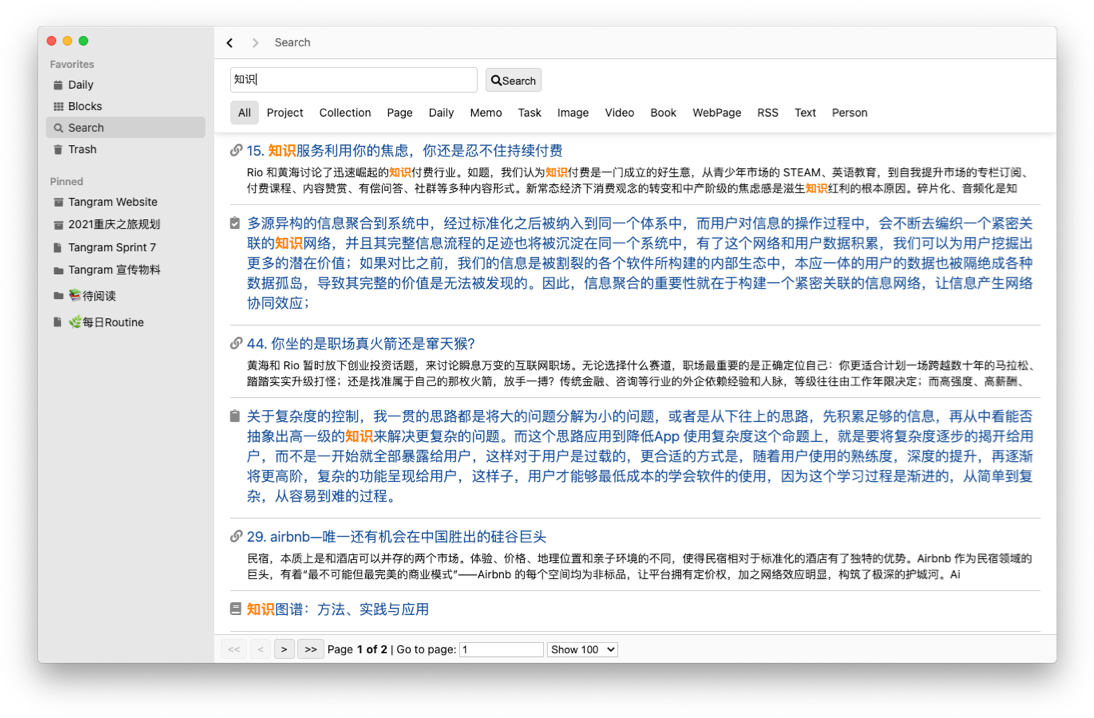 Favorites
Daily
Blocks
Search
Trash
Pinned
Tangram Website
2021重庆之旅规划
Tangram Sprint 7
Tangram 宣传物料
📚待阅读
🌿每日Routine
Search
知识
Search
All Project Collection Page Daily Memo Task Image Video Book WebPage RSS Text Person
15. 知识服务利用你的焦虑，你还是忍不住持续付费
Rio 和黄海讨论了迅速崛起的知识付费行业。如题，我们认为知识付费是一门成立的好生意，从青少年市场的 STEAM、英语教育，到自我提升市场的专栏订阅、
付费课程、内容赞赏、有偿问答、社群等多种内容形式。新常态经济下消费观念的转变和中产阶级的焦虑感是滋生知识红利的根本原因。碎片化、音频化是知
多源异构的信息聚合到系统中，经过标准化之后被纳入到同一个体系中，而用户对信息的操作过程中，会不断去编织一个紧密关
联的知识网络，并且其完整信息流程的足迹也将被沉淀在同一个系统中，有了这个网络和用户数据积累，我们可以为用户挖掘出
更多的潜在价值；如果对比之前，我们的信息是被割裂的各个软件所构建的内部生态中，本应一体的用户的数据也被隔绝成各种
数据孤岛，导致其完整的价值是无法被发现的。因此，信息聚合的重要性就在于构建一个紧密关联的信息网络，让信息产生网络
协同效应；
44. 你坐的是职场真火箭还是窜天猴？
黄海和 Rio 暂时放下创业投资话题，来讨论瞬息万变的互联网职场。无论选择什么赛道，职场最重要的是正确定位自己：你更适合计划一场跨越数十年的马拉松、
踏踏实实升级打怪；还是找准属于自己的那枚火箭，放手一搏？传统金融、咨询等行业的外企依赖经验和人脉，等级往往由工作年限决定；而高强度、高薪酬、
关于复杂度的控制，我一贯的思路都是将大的问题分解为小的问题，或者是从下往上的思路，先积累足够的信息，再从中看能否
抽象出高一级的知识来解决更复杂的问题。而这个思路应用到降低App 使用复杂度这个命题上，就是要将复杂度逐步的揭开给用
户，而不是一开始就全部暴露给用户，这样对于用户是过载的，更合适的方式是，随着用户使用的熟练度，深度的提升，再逐渐
将更高阶，复杂的功能呈现给用户，这样子，用户才能够最低成本的学会软件的使用，因为这个学习过程是渐进的，从简单到复
杂，从容易到难的过程。
29. airbnb—唯一还有机会在中国胜出的硅谷巨头
民宿，本质上是和酒店可以并存的两个市场。体验、价格、地理位置和亲子环境的不同，使得民宿相对于标准化的酒店有了独特的优势。Airbnb 作为民宿领域的
巨头，有着“最不可能但最完美的商业模式”——Airbnb 的每个空间均为非标品，让平台拥有定价权，加之网络效应明显，构筑了极深的护城河。Ai
知识图谱：方法、实践与应用
<< < > >> Page 1 of 2 | Go to page: 1 Show 100